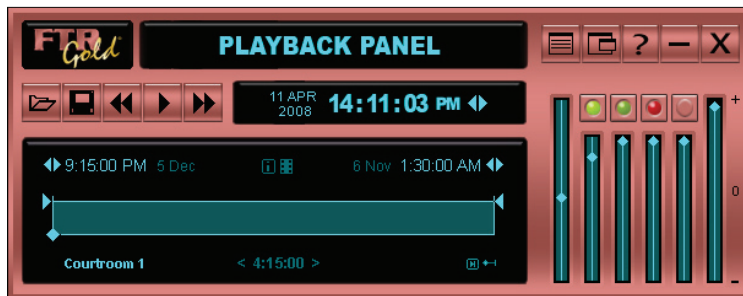 FTR Gold
PLAYBACK PANEL
?
X
11 APR 2008
14:11:03 PM
9:15:00 PM 5 Dec
6 Nov 1:30:00 AM
Courtroom 1
< 4:15:00 >
H
+
0
-